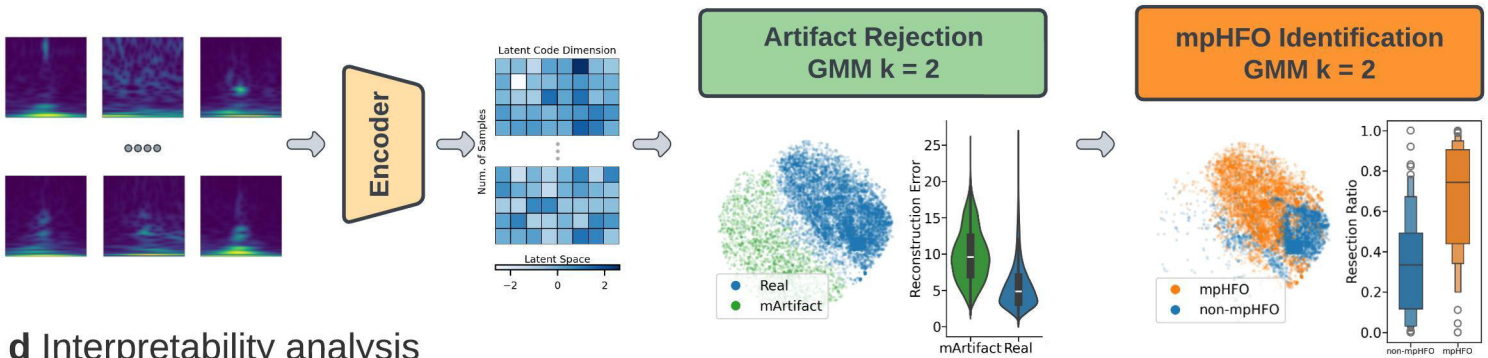 Artifact Rejection
GMM k = 2
mpHFO Identification
GMM k = 2
Encoder
Latent Code Dimension
Num. of Samples
Latent Space
−2 0 2
Reconstruction Error
25
20
15
10
5
0
Real
mArtifact
mArtifact Real
mpHFO
non-mpHFO
Resection Ratio
1.0
0.8
0.6
0.4
0.2
0.0
non-mpHFO mpHFO
d Interpretability analysis